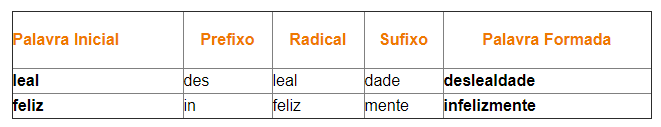 Palavra Inicial Prefixo Radical Sufixo Palavra Formada
leal des leal dade deslealdade
feliz in feliz mente infelizmente